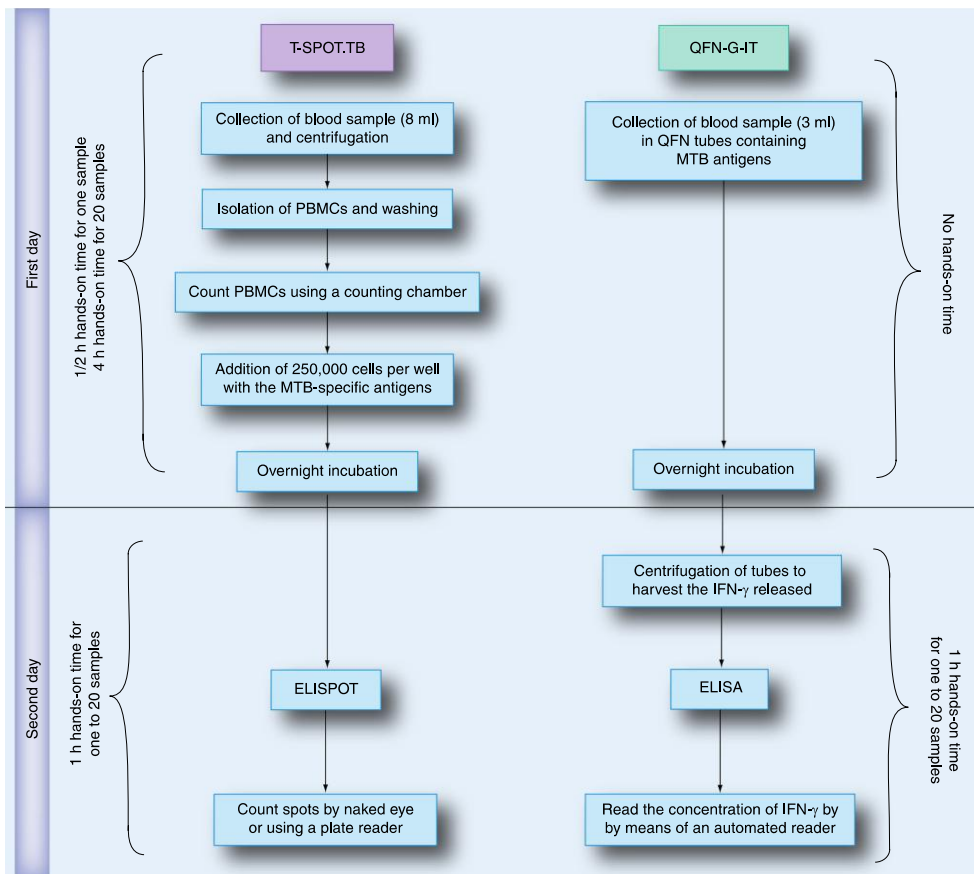 T-SPOT.TB
QFN-G-IT
Collection of blood sample (8 ml)
and centrifugation
Collection of blood sample (3 ml)
in QFN tubes containing
MTB antigens
Isolation of PBMCs and washing
Count PBMCs using a counting chamber
Addition of 250,000 cells per well
with the MTB-specific antigens
Overnight incubation
Overnight incubation
First day
1/2 h hands-on time for one sample
4 h hands-on time for 20 samples
No hands-on time
Centrifugation of tubes to
harvest the IFN-γ released
ELISPOT
ELISA
Count spots by naked eye
or using a plate reader
Read the concentration of IFN-γ by
by means of an automated reader
Second day
1 h hands-on time for
one to 20 samples
1 h hands-on time
for one to 20 samples